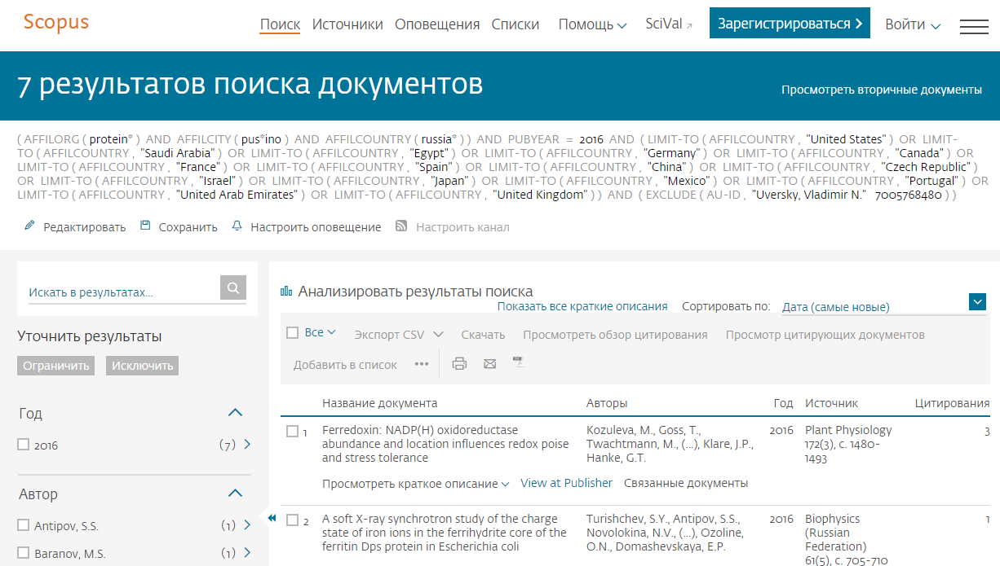 Scopus
Поиск Источники Оповещения Списки Помощь SciVal ↗ Зарегистрироваться Войти
7 результатов поиска документов
Просмотреть вторичные документы
( AFFILORG ( protein* ) AND AFFILCITY ( pus*ino ) AND AFFILCOUNTRY ( russia* ) ) AND PUBYEAR = 2016 AND ( LIMIT-TO ( AFFILCOUNTRY , "United States" ) OR LIMIT-
TO ( AFFILCOUNTRY , "Saudi Arabia" ) OR LIMIT-TO ( AFFILCOUNTRY , "Egypt" ) OR LIMIT-TO ( AFFILCOUNTRY , "Germany" ) OR LIMIT-TO ( AFFILCOUNTRY , "Canada" ) OR
LIMIT-TO ( AFFILCOUNTRY , "France" ) OR LIMIT-TO ( AFFILCOUNTRY , "Spain" ) OR LIMIT-TO ( AFFILCOUNTRY , "China" ) OR LIMIT-TO ( AFFILCOUNTRY , "Czech Republic" )
OR LIMIT-TO ( AFFILCOUNTRY , "Israel" ) OR LIMIT-TO ( AFFILCOUNTRY , "Japan" ) OR LIMIT-TO ( AFFILCOUNTRY , "Mexico" ) OR LIMIT-TO ( AFFILCOUNTRY , "Portugal" ) OR
LIMIT-TO ( AFFILCOUNTRY , "United Arab Emirates" ) OR LIMIT-TO ( AFFILCOUNTRY , "United Kingdom" ) ) AND ( EXCLUDE ( AU-ID , "Uversky, Vladimir N." 7005768480 ) )
Редактировать Сохранить Настроить оповещение Настроить канал
Искать в результатах...
Уточнить результаты
Ограничить Исключить
Год
2016 (7)
Автор
Antipov, S.S. (1)
Baranov, M.S. (1)
Анализировать результаты поиска
Показать все краткие описания Сортировать по: Дата (самые новые)
Все Экспорт CSV Скачать Просмотреть обзор цитирования Просмотр цитирующих документов
Добавить в список •••
Название документа Авторы Год Источник Цитирования
1 Ferredoxin: NADP(H) oxidoreductase Kozuleva, M., Goss, T., 2016 Plant Physiology 3
abundance and location influences redox poise Twachtmann, M., (...), Klare, J.P., 172(3), с. 1480-
and stress tolerance Hanke, G.T. 1493
Просмотреть краткое описание View at Publisher Связанные документы
2 A soft X-ray synchrotron study of the charge Turishchev, S.Y., Antipov, S.S., 2016 Biophysics 1
state of iron ions in the ferrihydrite core of the Novolokina, N.V., (...), Ozoline, (Russian
ferritin Dps protein in Escherichia coli O.N., Domashevskaya, E.P. Federation)
61(5), с. 705-710